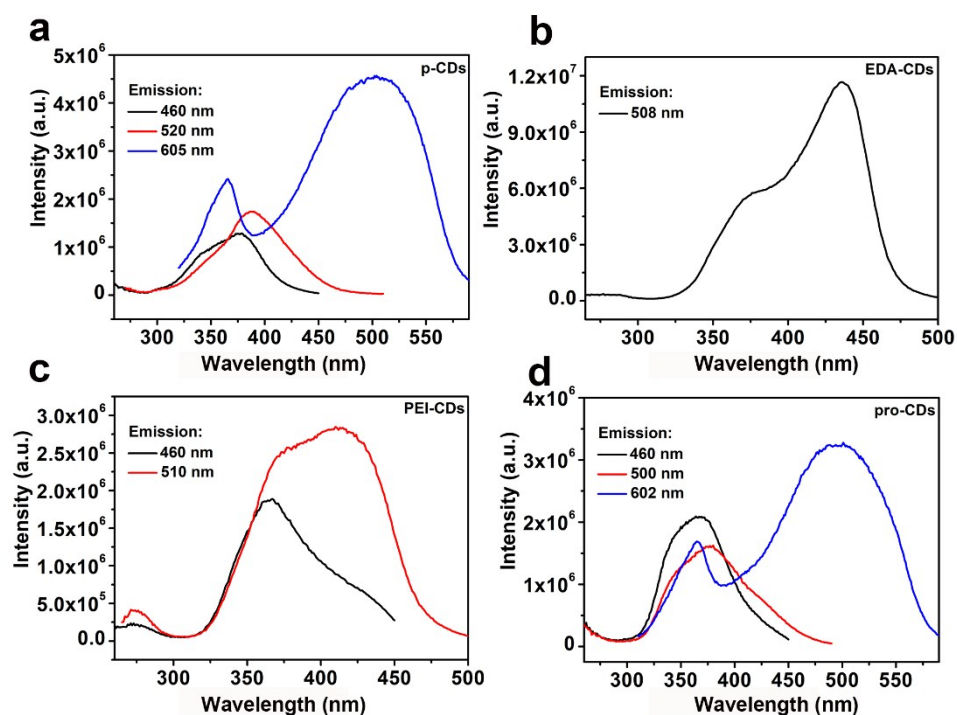 a
p-CDs
Emission:
460 nm
520 nm
605 nm
5x10⁶
4x10⁶
3x10⁶
2x10⁶
1x10⁶
0
Intensity (a.u.)
300 350 400 450 500 550
Wavelength (nm)
b
EDA-CDs
Emission:
508 nm
1.2x10⁷
9.0x10⁶
6.0x10⁶
3.0x10⁶
0.0
Intensity (a.u.)
300 350 400 450 500
Wavelength (nm)
c
PEI-CDs
Emission:
460 nm
510 nm
3.0x10⁶
2.5x10⁶
2.0x10⁶
1.5x10⁶
1.0x10⁶
5.0x10⁵
0.0
Intensity (a.u.)
300 350 400 450 500
Wavelength (nm)
d
pro-CDs
Emission:
460 nm
500 nm
602 nm
4x10⁶
3x10⁶
2x10⁶
1x10⁶
0
Intensity (a.u.)
300 350 400 450 500 550
Wavelength (nm)